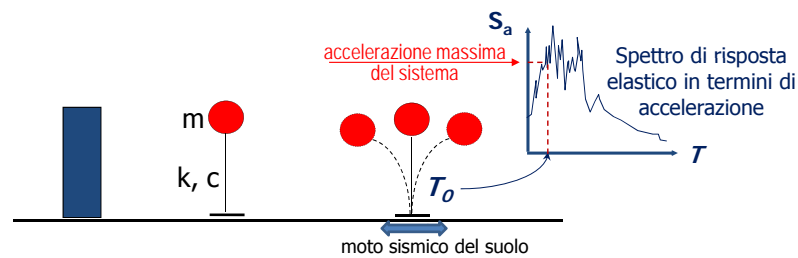 Sa
accelerazione massima
del sistema
Spettro di risposta
elastico in termini di
accelerazione
m
k, c
T0
T
moto sismico del suolo